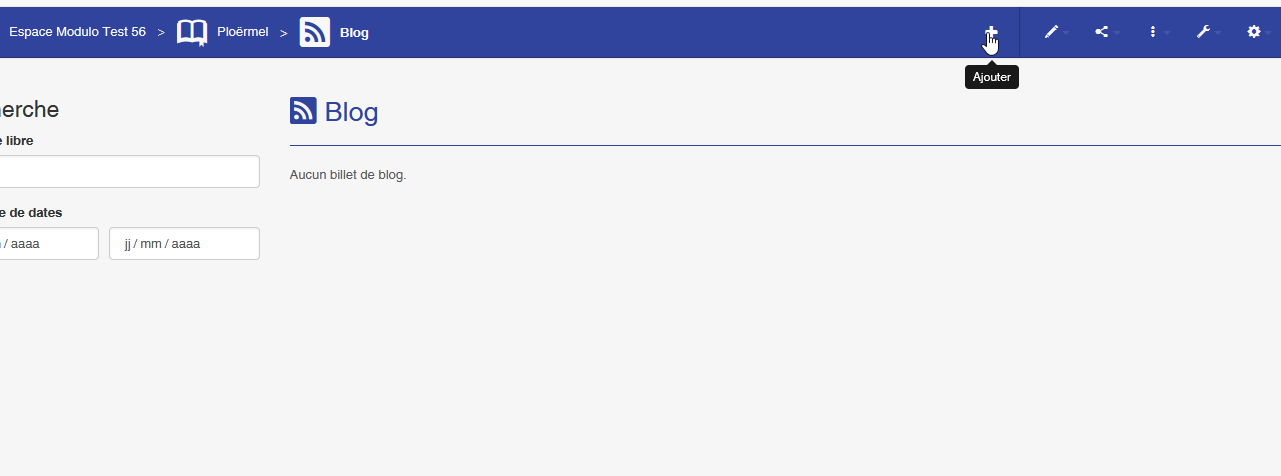 Espace Modulo Test 56 > Ploërmel > Blog
Ajouter
erche
Blog
e libre
Aucun billet de blog.
e de dates
/ aaaa
jj / mm / aaaa